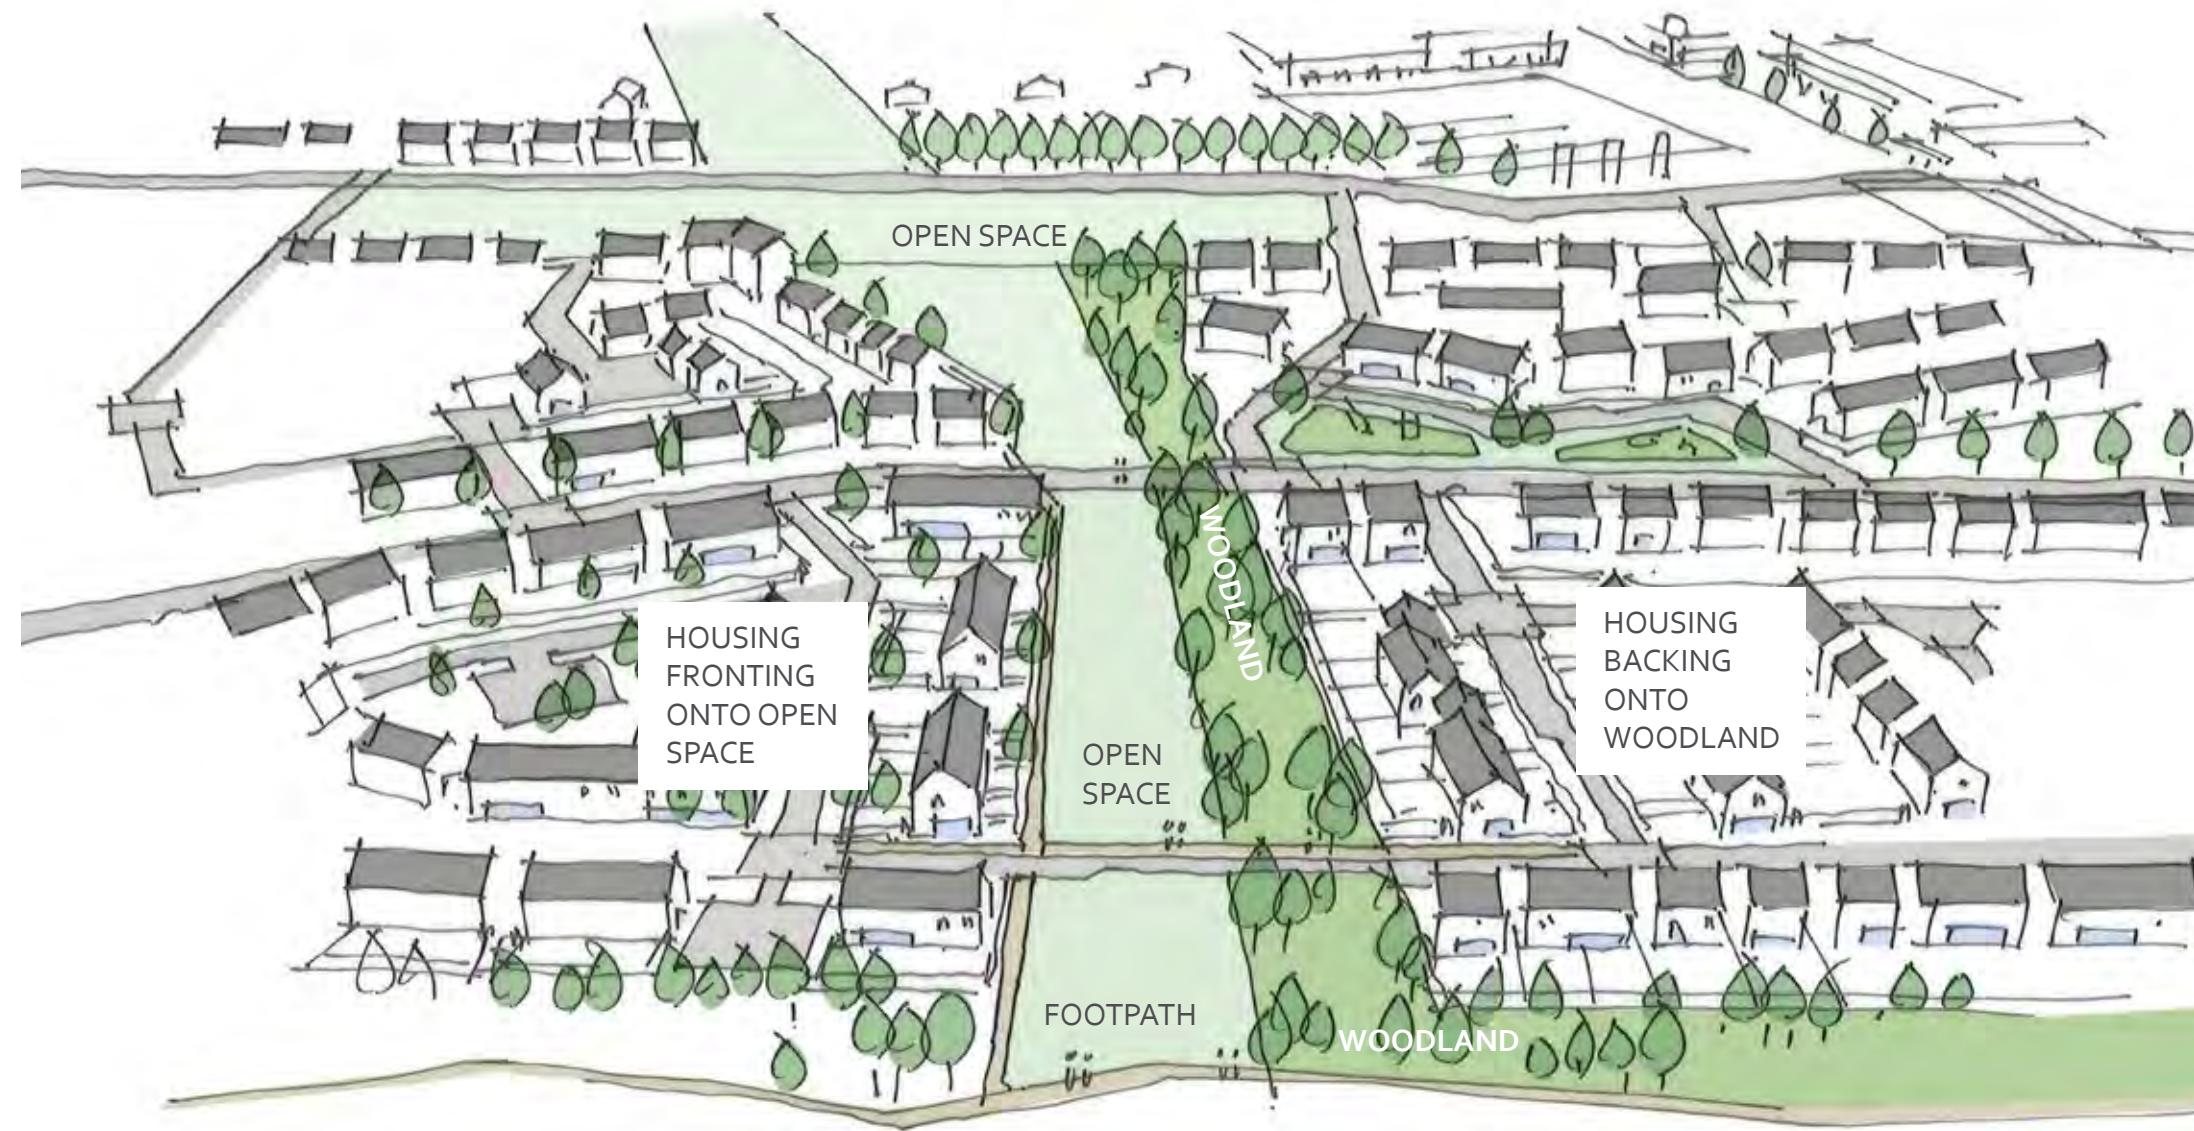 OPEN SPACE
WOODLAND
HOUSING
FRONTING
ONTO OPEN
SPACE
HOUSING
BACKING
ONTO
WOODLAND
OPEN
SPACE
FOOTPATH
WOODLAND